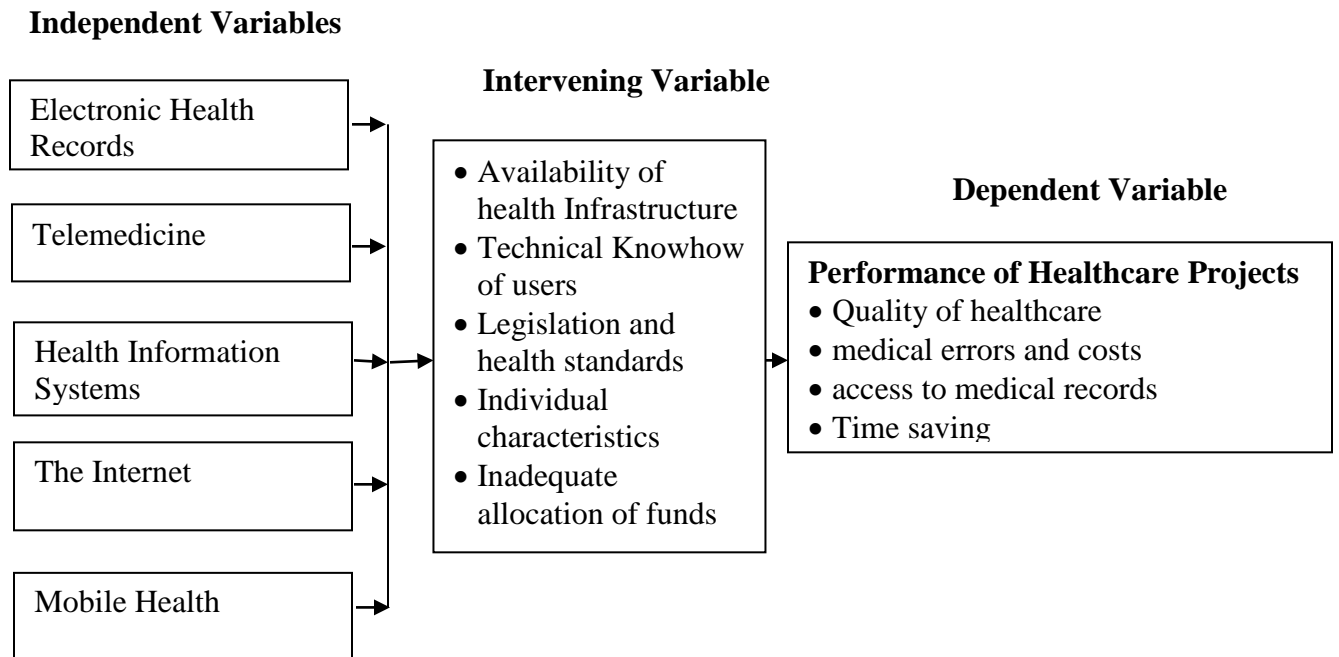 Independent Variables
Electronic Health
Records
Telemedicine
Health Information
Systems
The Internet
Mobile Health
Intervening Variable
• Availability of
health Infrastructure
• Technical Knowhow
of users
• Legislation and
health standards
• Individual
characteristics
• Inadequate
allocation of funds
Dependent Variable
Performance of Healthcare Projects
• Quality of healthcare
• medical errors and costs
• access to medical records
• Time saving